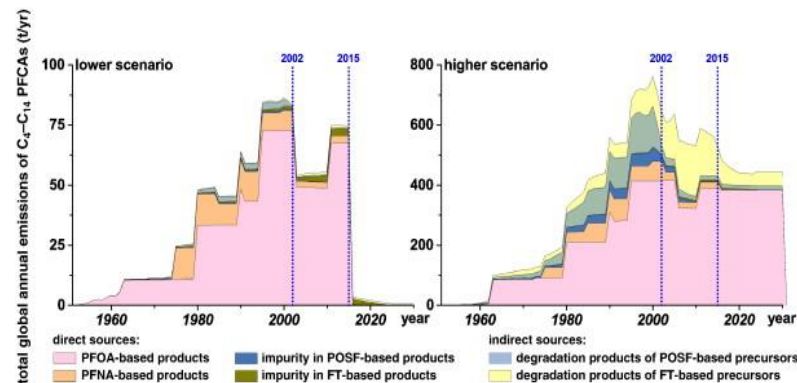 total global annual emissions of C4–C14 PFCAs (t/yr)
lower scenario
2002
2015
100
75
50
25
0
1960
1980
2000
2020
year
higher scenario
2002
2015
800
600
400
200
0
1960
1980
2000
2020
year
direct sources:
indirect sources:
PFOA-based products
impurity in POSF-based products
degradation products of POSF-based precursors
PFNA-based products
impurity in FT-based products
degradation products of FT-based precursors